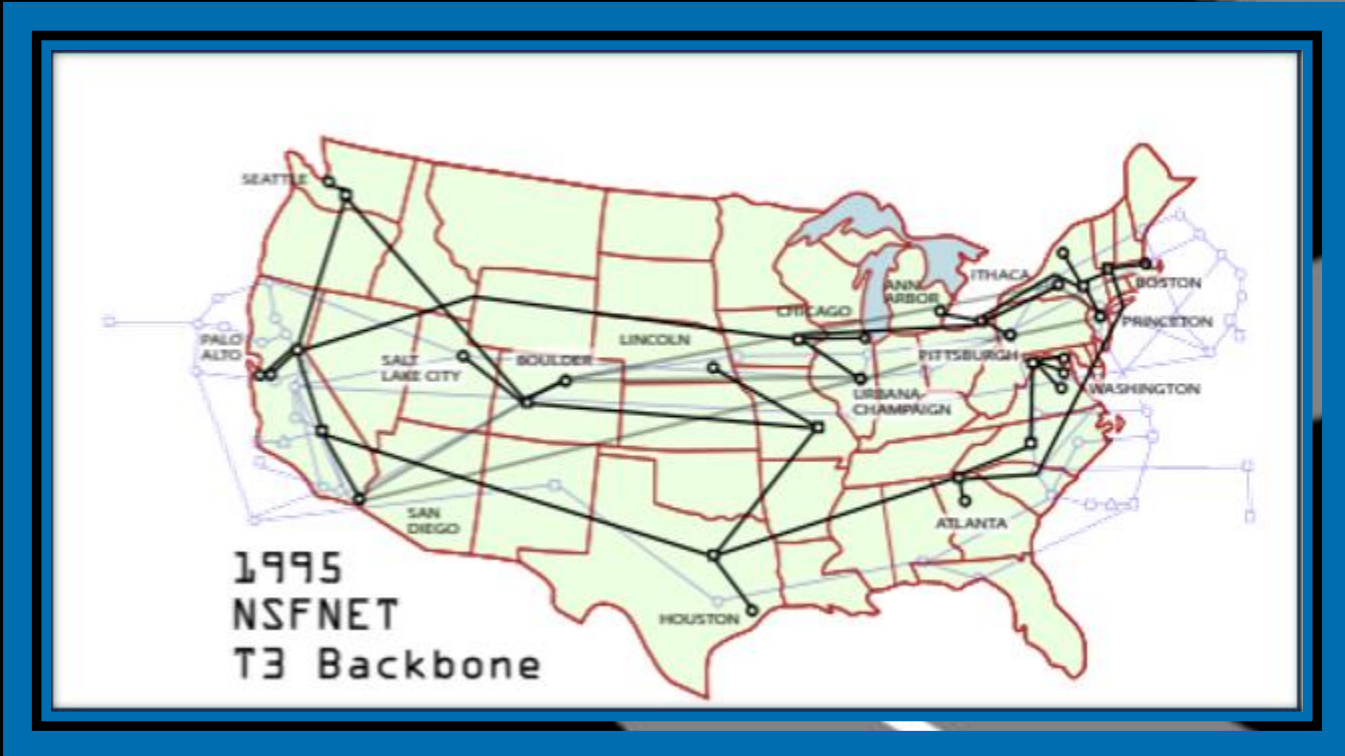 SEATTLE
ITHACA
ANN
ARBOR
BOSTON
CHICAGO
PRINCETON
PALO
ALTO
LINCOLN
SALT
LAKE CITY
BOULDER
PITTSBURGH
WASHINGTON
URBANA-
CHAMPAIGN
SAN
DIEGO
ATLANTA
HOUSTON
1995
NSFNET
T3 Backbone